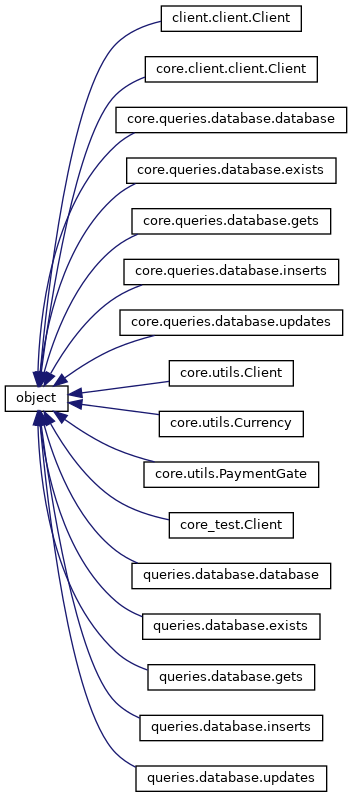 client.client.Client
core.client.client.Client
core.queries.database.database
core.queries.database.exists
core.queries.database.gets
core.queries.database.inserts
core.queries.database.updates
core.utils.Client
object
core.utils.Currency
core.utils.PaymentGate
core_test.Client
queries.database.database
queries.database.exists
queries.database.gets
queries.database.inserts
queries.database.updates